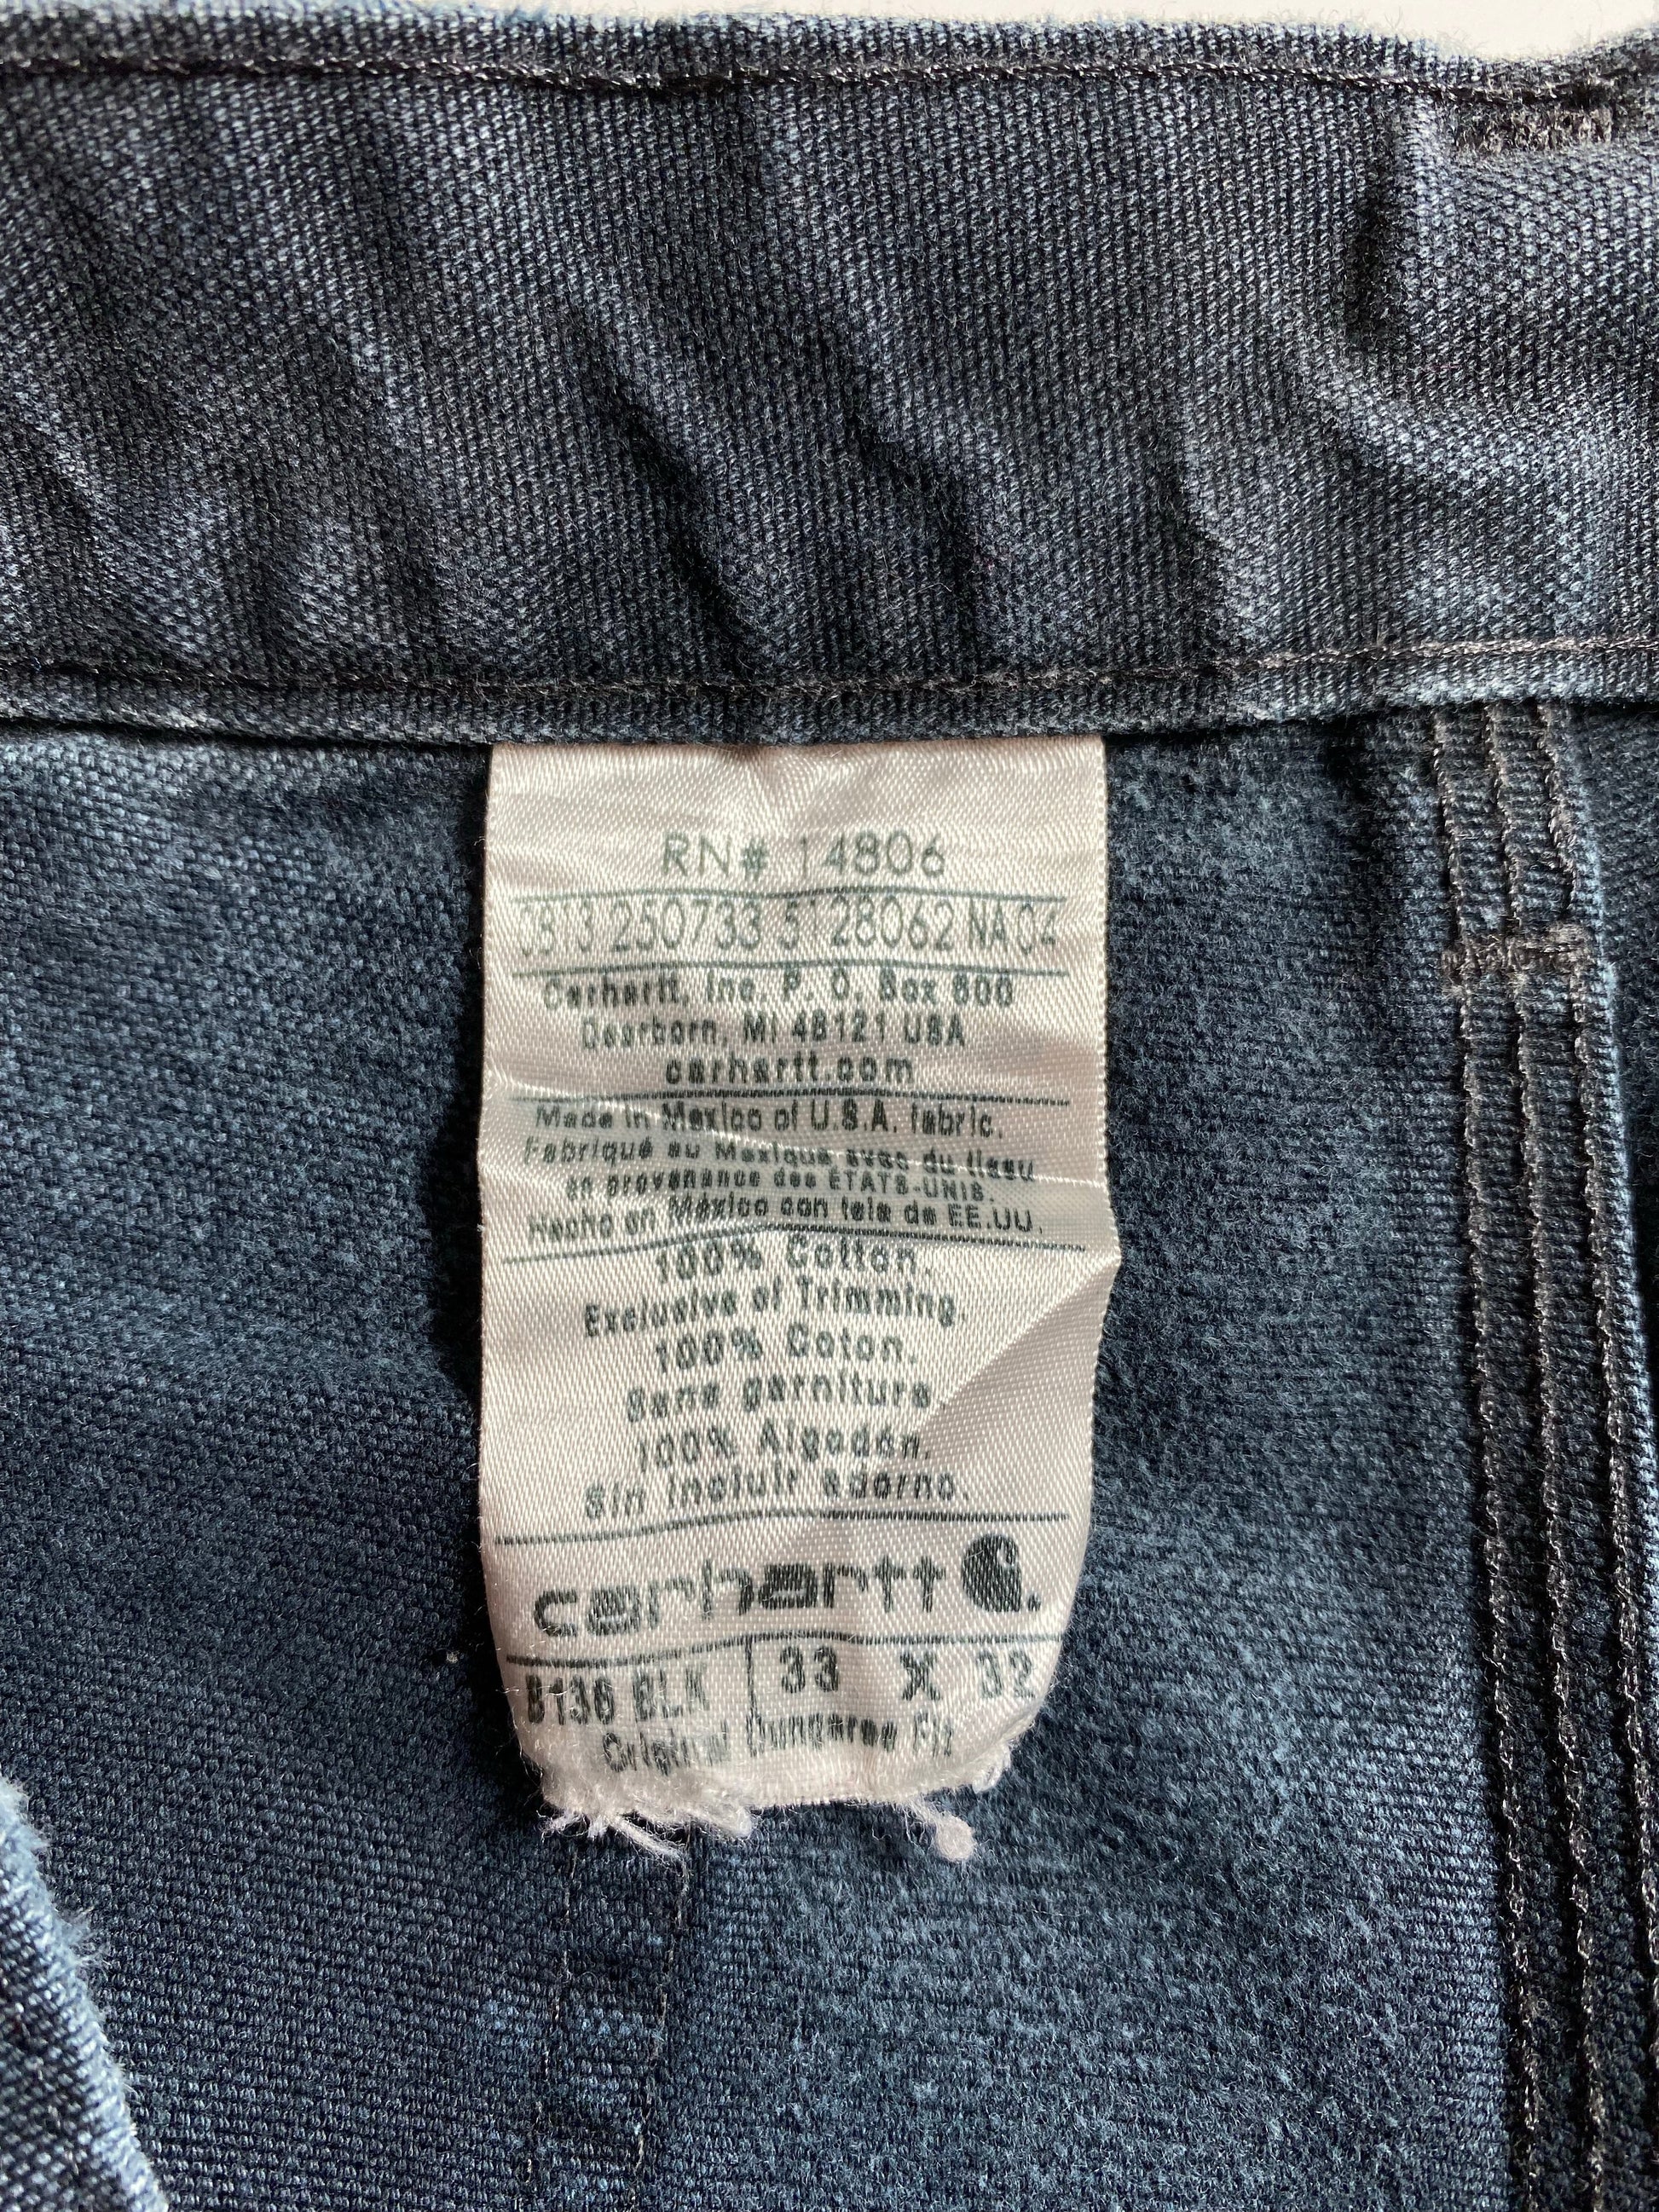 RN# 14806
250733 28062 NA 04
Carhartt, Inc. P. O. Box 600
Dearborn, MI 48121 USA
carhartt.com
Made in Mexico of U.S.A. fabric.
Fabriqué au Mexique avec du tissu
en provenance des ÉTATS-UNIS.
Hecho en México con tela de EE.UU.
100% Cotton.
Exclusive of Trimming.
100% Coton.
Sans garniture.
100% Algodón.
Sin incluir adorno.
carhartt
B136 BLK 33 X 32
Original Dungaree Fit